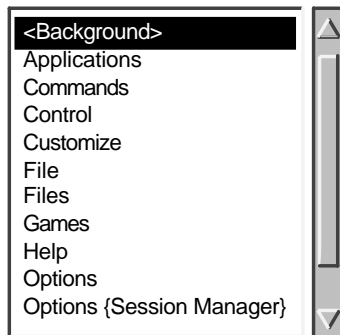 <Background>
Applications
Commands
Control
Customize
File
Files
Games
Help
Options
Options {Session Manager}